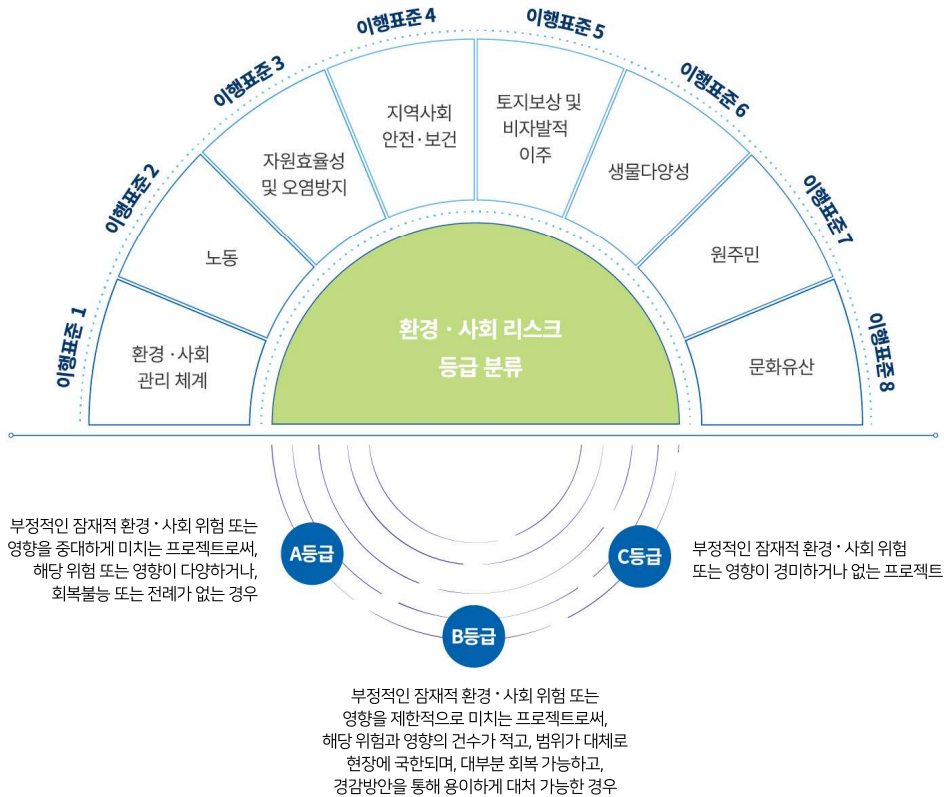 이행표준 1
환경 · 사회
관리 체계
이행표준 2
노동
이행표준 3
자원효율성
및 오염방지
이행표준 4
지역사회
안전 · 보건
이행표준 5
토지보상 및
비자발적
이주
이행표준 6
생물다양성
이행표준 7
원주민
이행표준 8
문화유산
환경 · 사회 리스크
등급 분류
A등급
부정적인 잠재적 환경 · 사회 위험 또는
영향을 중대하게 미치는 프로젝트로써,
해당 위험 또는 영향이 다양하거나,
회복불능 또는 전례가 없는 경우
B등급
부정적인 잠재적 환경 · 사회 위험 또는
영향을 제한적으로 미치는 프로젝트로써,
해당 위험과 영향의 건수가 적고, 범위가 대체로
현장에 국한되며, 대부분 회복 가능하고,
경감방안을 통해 용이하게 대처 가능한 경우
C등급
부정적인 잠재적 환경 · 사회 위험
또는 영향이 경미하거나 없는 프로젝트